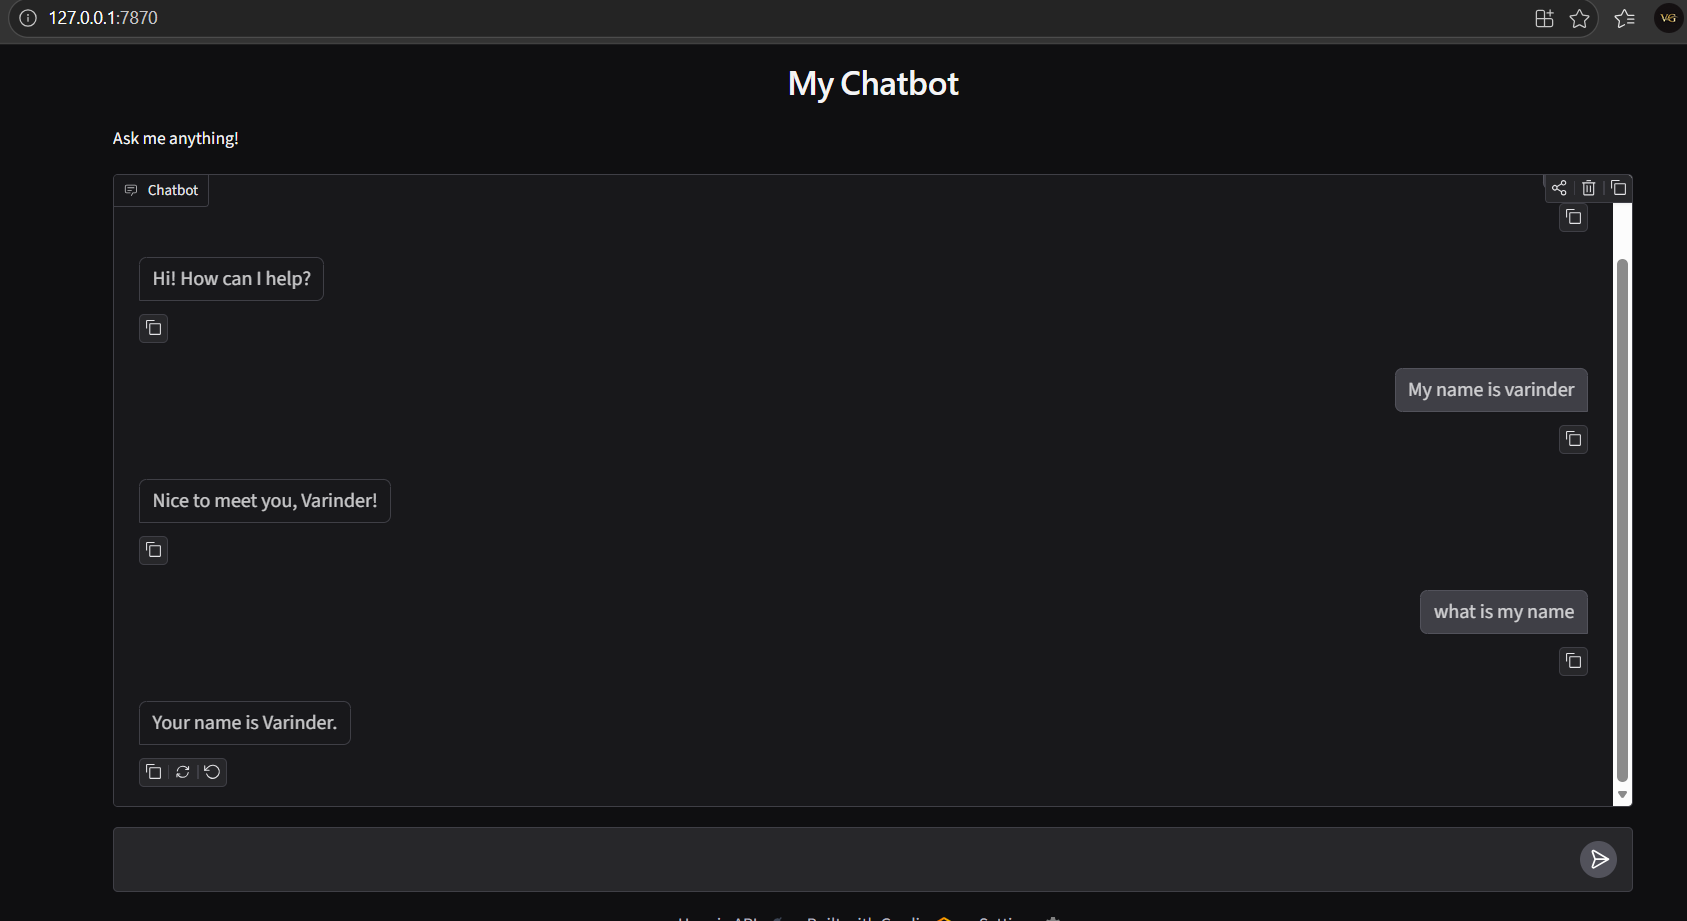 127.0.0.1:7870
VG
My Chatbot
Ask me anything!
Chatbot
Hi! How can I help?
My name is varinder
Nice to meet you, Varinder!
what is my name
Your name is Varinder.